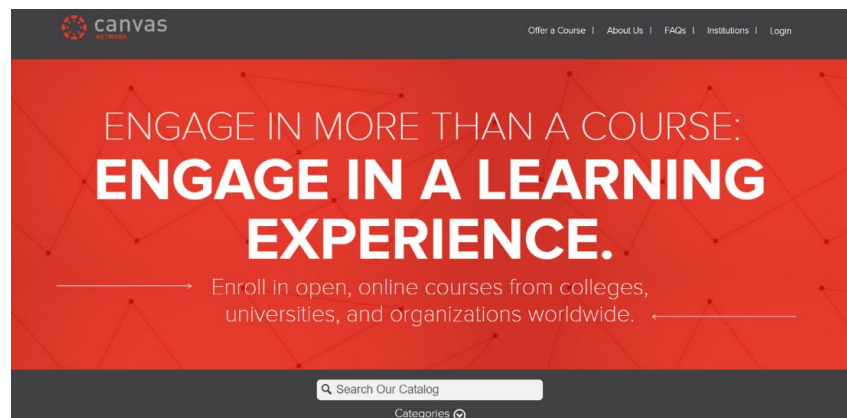 canvas
NETWORK
Offer a Course | About Us | FAQs | Institutions | Login
ENGAGE IN MORE THAN A COURSE:
ENGAGE IN A LEARNING
EXPERIENCE.
Enroll in open, online courses from colleges,
universities, and organizations worldwide.
Search Our Catalog
Categories